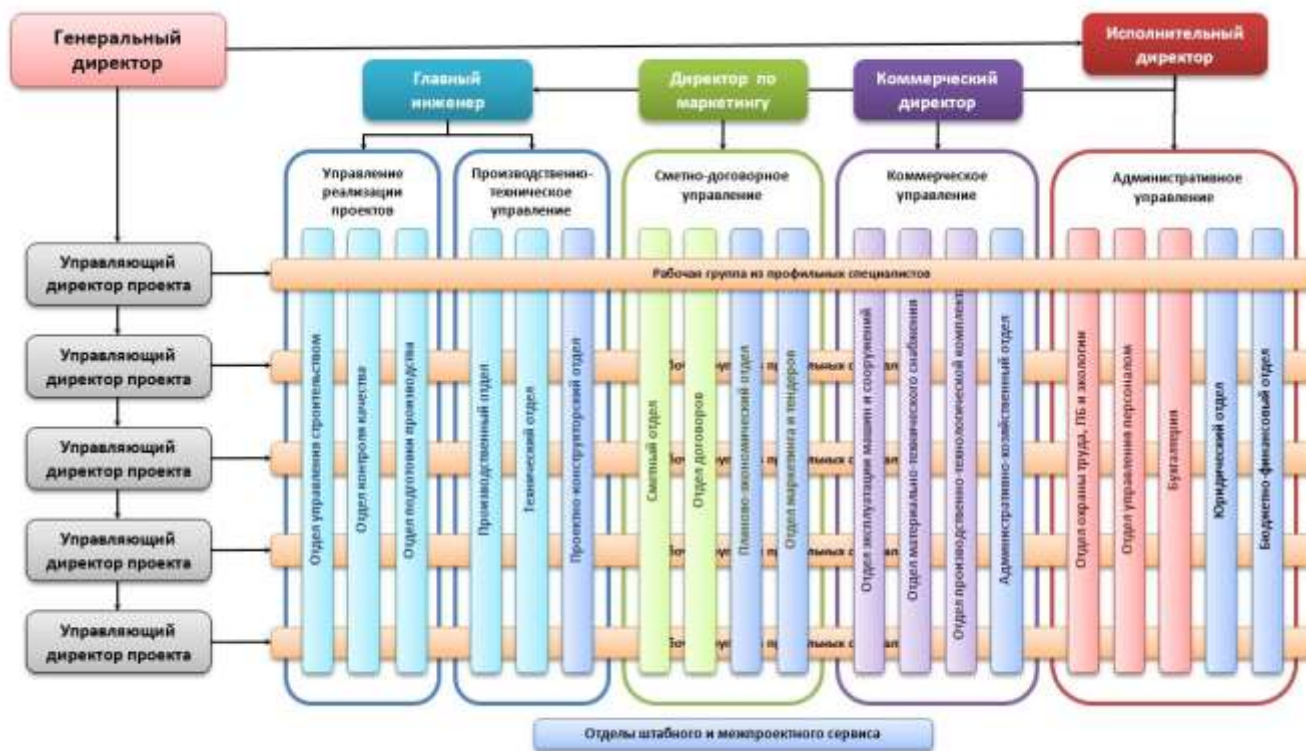 Генеральный
директор
Исполнительный
директор
Главный
инженер
Директор по
маркетингу
Коммерческий
директор
Управление
реализации
проектов
Производственно-
техническое
управление
Сметно-договорное
управление
Коммерческое
управление
Административное
управление
Управляющий
директор проекта
Рабочая группа из профильных специалистов
Управляющий
директор проекта
Управляющий
директор проекта
Управляющий
директор проекта
Управляющий
директор проекта
Отдел управления строительством
Отдел контроля качества
Отдел подготовки производства
Производственный отдел
Технический отдел
Проектно-конструкторский отдел
Сметный отдел
Отдел договоров
Планово-экономический отдел
Отдел маркетинга и тендеров
Отдел эксплуатации машин и сооружений
Отдел материально-технического снабжения
Отдел производственно-технологической
Административно-хозяйственный отдел
Отдел охраны труда, ПБ и экологии
Отдел управления персоналом
Бухгалтерия
Юридический отдел
Бюджетно-финансовый отдел
Отделы штабного и межпроектного сервиса